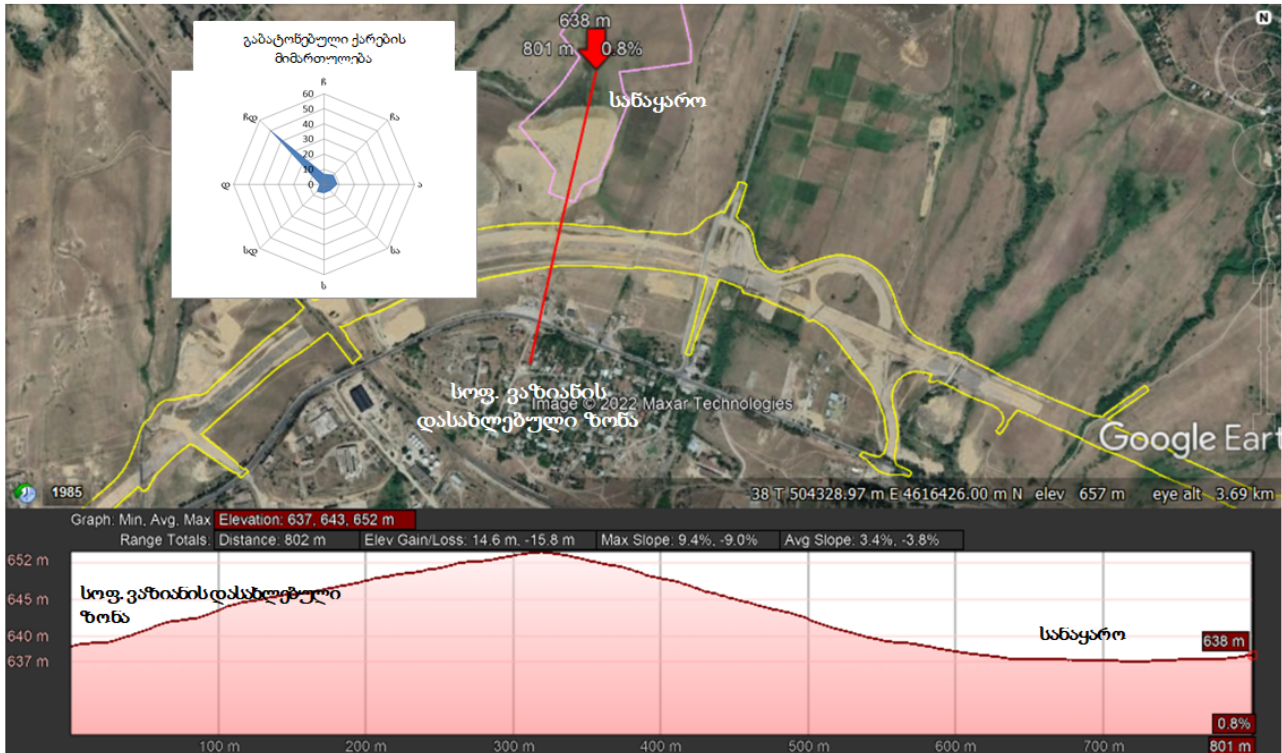 გაბატონებული ქარების
მიმართულება
ჩ
ჩა
ა
სა
ს
სდ
დ
ჩდ
60
50
40
30
20
10
0
638 m
801 m 0.8%
სანაყარო
N
სოფ. ვაზიანის
დასახლებული ზონა
Image © 2022 Maxar Technologies
Google Eart
1985
38 T 504328.97 m E 4616426.00 m N elev 657 m eye alt 3.69 km
Graph: Min, Avg, Max Elevation: 637, 643, 652 m
Range Totals: Distance: 802 m Elev Gain/Loss: 14.6 m, -15.8 m Max Slope: 9.4%, -9.0% Avg Slope: 3.4%, -3.8%
652 m
645 m
640 m
637 m
სოფ. ვაზიანის დასახლებული
ზონა
სანაყარო
638 m
0.8%
100 m 200 m 300 m 400 m 500 m 600 m 700 m 801 m